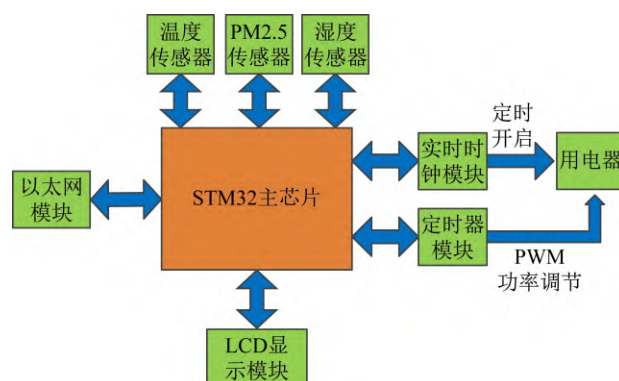 温度
传感器
PM2.5
传感器
湿度
传感器
定时
开启
以太网
模块
STM32主芯片
实时时
钟模块
用电器
定时器
模块
PWM
功率调节
LCD显
示模块